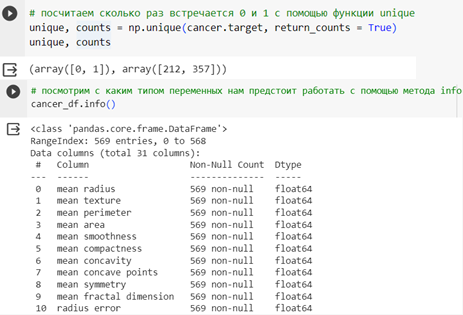 # посчитаем сколько раз встречается 0 и 1 с помощью функции unique
unique, counts = np.unique(cancer.target, return_counts = True)
unique, counts
(array([0, 1]), array([212, 357]))
# посмотрим с каким типом переменных нам предстоит работать с помощью метода info
cancer_df.info()
<class 'pandas.core.frame.DataFrame'>
RangeIndex: 569 entries, 0 to 568
Data columns (total 31 columns):
# Column Non-Null Count Dtype
--- ------ -------------- -----
0 mean radius 569 non-null float64
1 mean texture 569 non-null float64
2 mean perimeter 569 non-null float64
3 mean area 569 non-null float64
4 mean smoothness 569 non-null float64
5 mean compactness 569 non-null float64
6 mean concavity 569 non-null float64
7 mean concave points 569 non-null float64
8 mean symmetry 569 non-null float64
9 mean fractal dimension 569 non-null float64
10 radius error 569 non-null float64